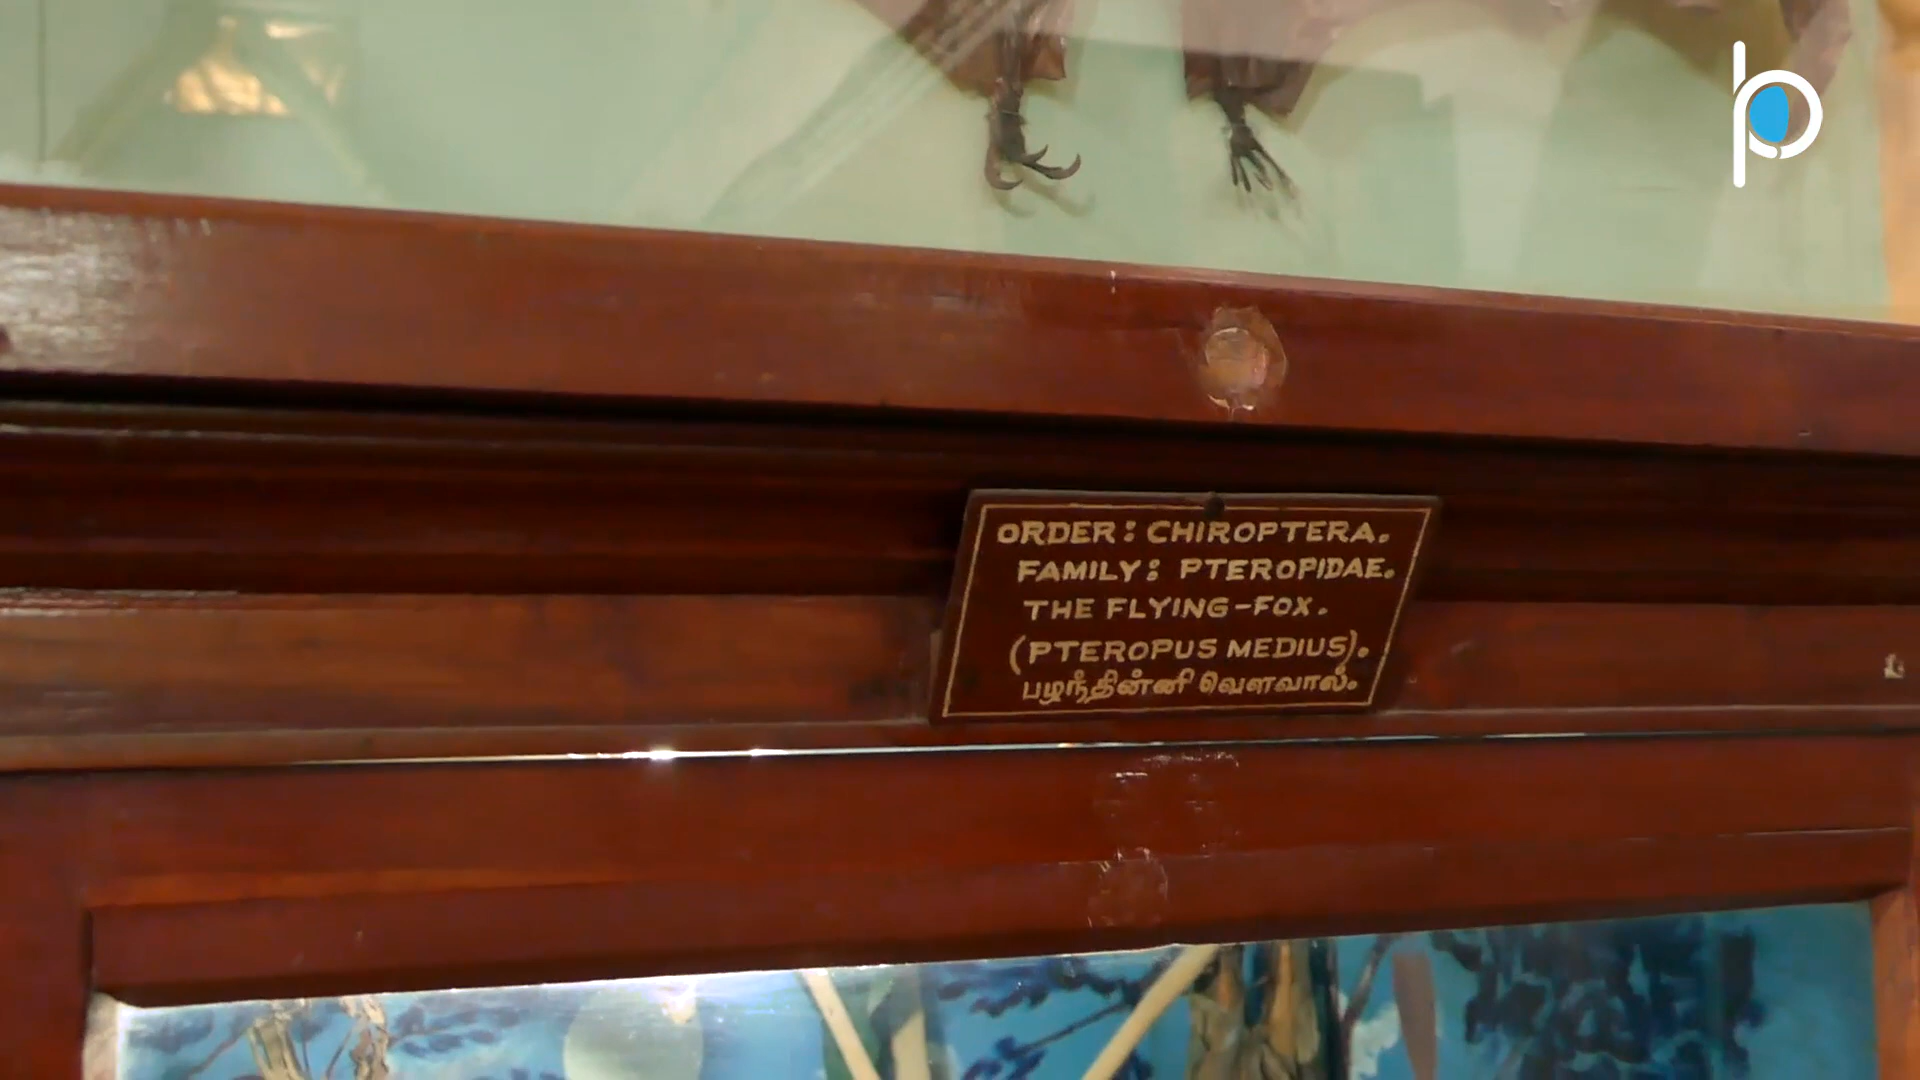 ORDER: CHIROPTERA.
FAMILY: PTEROPIDAE.
THE FLYING-FOX.
(PTEROPUS MEDIUS).
பழந்தின்னி வௌவால்.